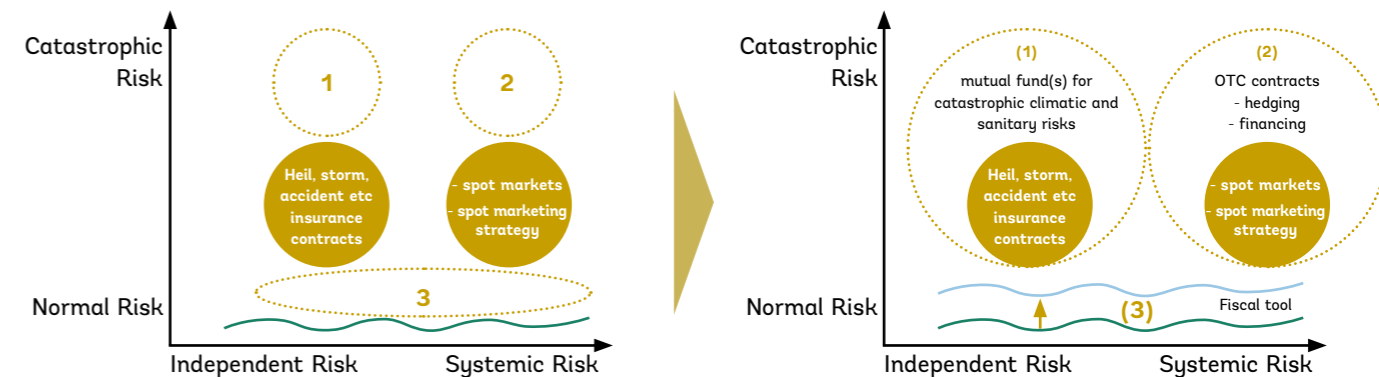 Catastrophic
Risk
1
2
Heil, storm,
accident etc
insurance
contracts
- spot markets
- spot marketing
strategy
3
Normal Risk
Independent Risk
Systemic Risk
Catastrophic
Risk
(1)
mutual fund(s) for
catastrophic climatic and
sanitary risks
(2)
OTC contracts
- hedging
- financing
Heil, storm,
accident etc
insurance
contracts
- spot markets
- spot marketing
strategy
Normal Risk
(3)
Fiscal tool
Independent Risk
Systemic Risk